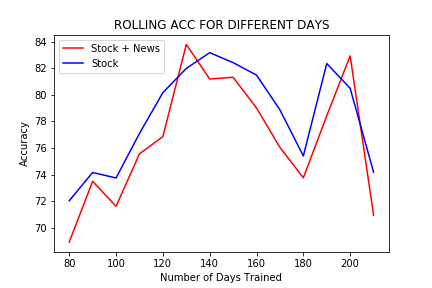 ROLLING ACC FOR DIFFERENT DAYS
Stock + News
Stock
84
82
80
78
76
74
72
70
Accuracy
80 100 120 140 160 180 200
Number of Days Trained